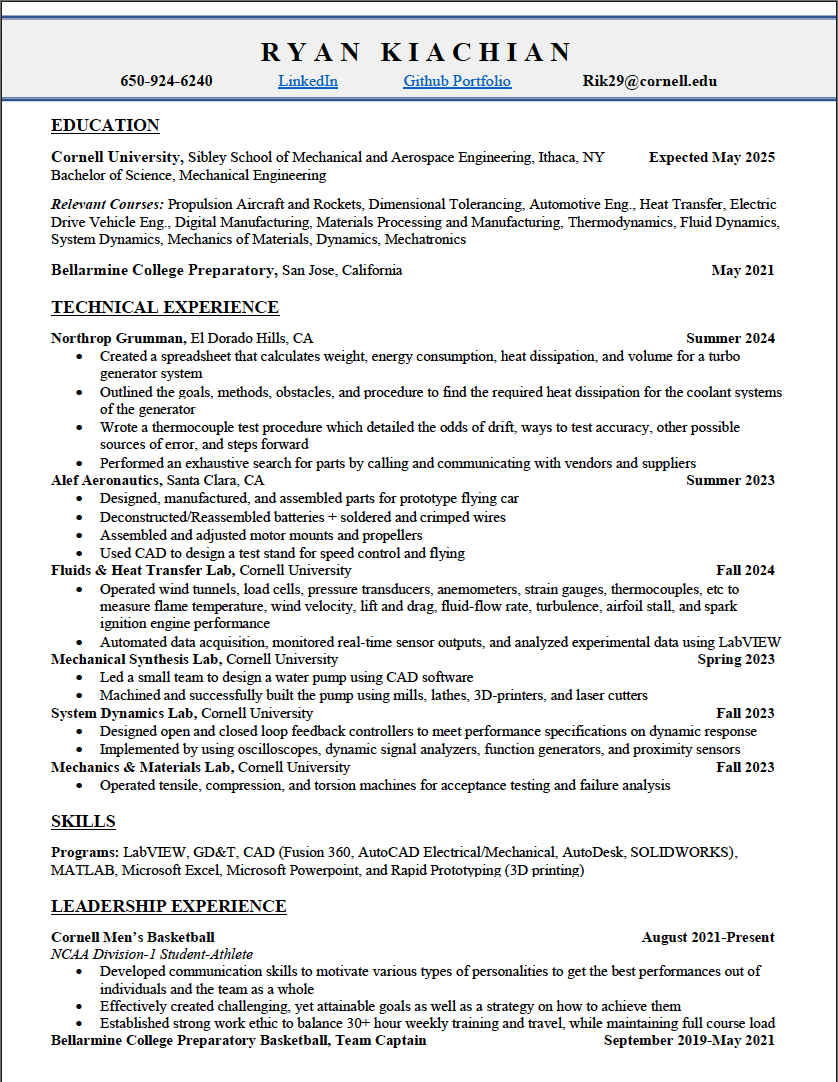 RYAN KIACHIAN
650-924-6240 LinkedIn Github Portfolio Rik29@cornell.edu
EDUCATION
Cornell University, Sibley School of Mechanical and Aerospace Engineering, Ithaca, NY Expected May 2025
Bachelor of Science, Mechanical Engineering
Relevant Courses: Propulsion Aircraft and Rockets, Dimensional Tolerancing, Automotive Eng., Heat Transfer, Electric
Drive Vehicle Eng., Digital Manufacturing, Materials Processing and Manufacturing, Thermodynamics, Fluid Dynamics,
System Dynamics, Mechanics of Materials, Dynamics, Mechatronics
Bellarmine College Preparatory, San Jose, California May 2021
TECHNICAL EXPERIENCE
Northrop Grumman, El Dorado Hills, CA Summer 2024
• Created a spreadsheet that calculates weight, energy consumption, heat dissipation, and volume for a turbo
generator system
• Outlined the goals, methods, obstacles, and procedure to find the required heat dissipation for the coolant systems
of the generator
• Wrote a thermocouple test procedure which detailed the odds of drift, ways to test accuracy, other possible
sources of error, and steps forward
• Performed an exhaustive search for parts by calling and communicating with vendors and suppliers
Alef Aeronautics, Santa Clara, CA Summer 2023
• Designed, manufactured, and assembled parts for prototype flying car
• Deconstructed/Reassembled batteries + soldered and crimped wires
• Assembled and adjusted motor mounts and propellers
• Used CAD to design a test stand for speed control and flying
Fluids & Heat Transfer Lab, Cornell University Fall 2024
• Operated wind tunnels, load cells, pressure transducers, anemometers, strain gauges, thermocouples, etc to
measure flame temperature, wind velocity, lift and drag, fluid-flow rate, turbulence, airfoil stall, and spark
ignition engine performance
• Automated data acquisition, monitored real-time sensor outputs, and analyzed experimental data using LabVIEW
Mechanical Synthesis Lab, Cornell University Spring 2023
• Led a small team to design a water pump using CAD software
• Machined and successfully built the pump using mills, lathes, 3D-printers, and laser cutters
System Dynamics Lab, Cornell University Fall 2023
• Designed open and closed loop feedback controllers to meet performance specifications on dynamic response
• Implemented by using oscilloscopes, dynamic signal analyzers, function generators, and proximity sensors
Mechanics & Materials Lab, Cornell University Fall 2023
• Operated tensile, compression, and torsion machines for acceptance testing and failure analysis
SKILLS
Programs: LabVIEW, GD&T, CAD (Fusion 360, AutoCAD Electrical/Mechanical, AutoDesk, SOLIDWORKS),
MATLAB, Microsoft Excel, Microsoft Powerpoint, and Rapid Prototyping (3D printing)
LEADERSHIP EXPERIENCE
Cornell Men's Basketball August 2021-Present
NCAA Division-1 Student-Athlete
• Developed communication skills to motivate various types of personalities to get the best performances out of
individuals and the team as a whole
• Effectively created challenging, yet attainable goals as well as a strategy on how to achieve them
• Established strong work ethic to balance 30+ hour weekly training and travel, while maintaining full course load
Bellarmine College Preparatory Basketball, Team Captain September 2019-May 2021